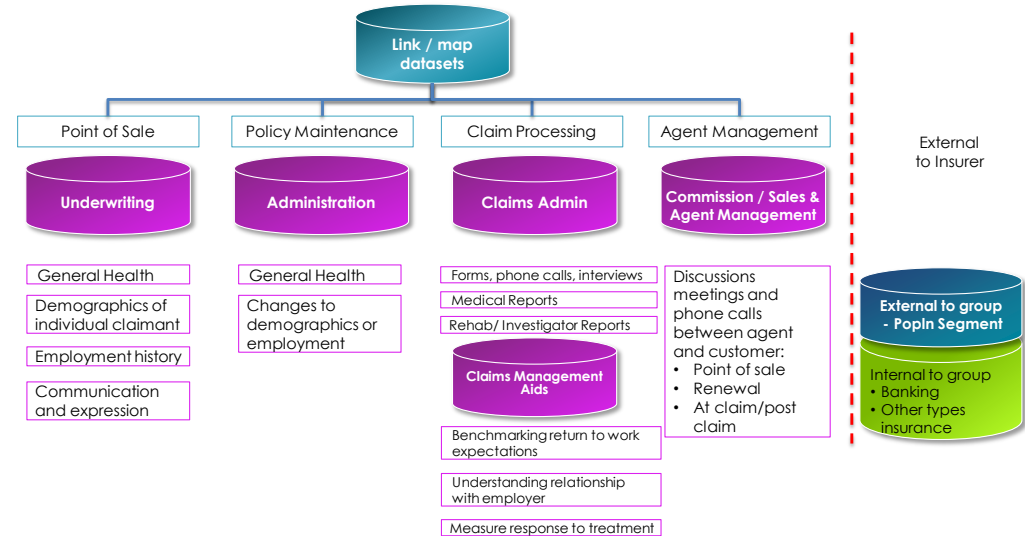 Link / map
datasets
Point of Sale
Policy Maintenance
Claim Processing
Agent Management
External
to Insurer
Underwriting
Administration
Claims Admin
Commission / Sales &
Agent Management
General Health
Demographics of
individual claimant
Employment history
Communication
and expression
General Health
Changes to
demographics or
employment
Forms, phone calls, interviews
Medical Reports
Rehab/ Investigator Reports
Claims Management
Aids
Benchmarking return to work
expectations
Understanding relationship
with employer
Measure response to treatment
Discussions
meetings and
phone calls
between agent
and customer:
• Point of sale
• Renewal
• At claim/post
claim
External to group
- Popln Segment
Internal to group
• Banking
• Other types
insurance